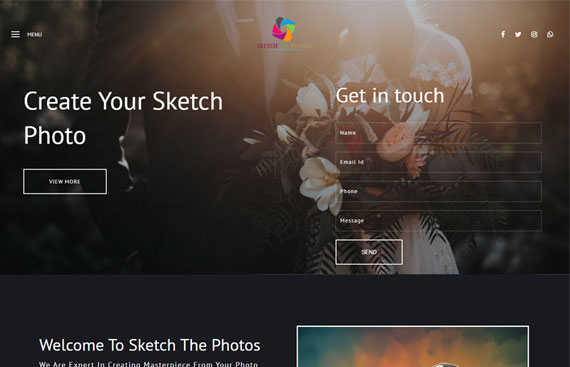 MENU
SKETCH THE PHOTOS
Create Your Sketch
Photo
VIEW MORE
Get in touch
Name
Email Id
Phone
Message
SEND
Welcome To Sketch The Photos
We Are Expert In Creating Masterpiece From Your Photo